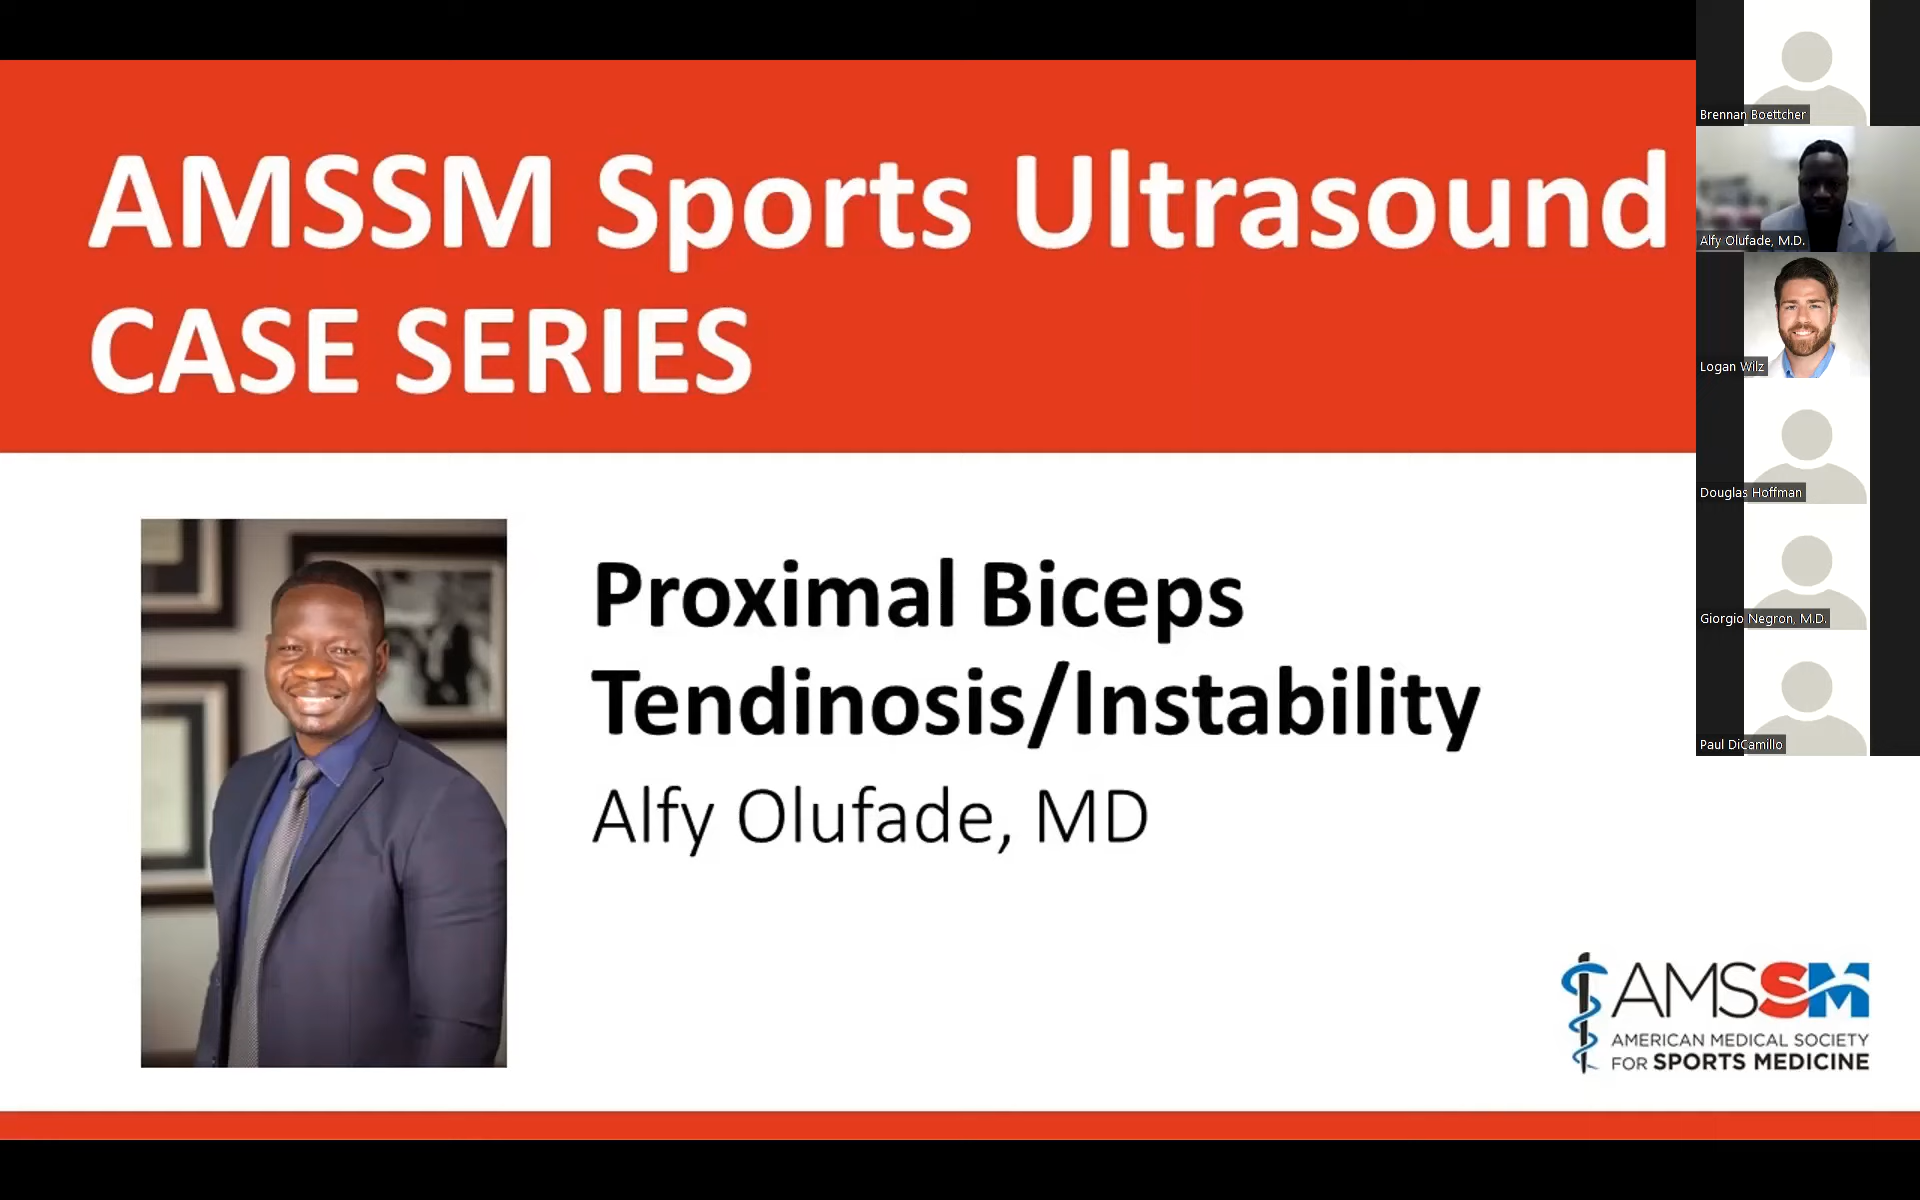 AMSSM Sports Ultrasound
CASE SERIES
Proximal Biceps
Tendinosis/Instability
Alfy Olufade, MD
AMSSM
AMERICAN MEDICAL SOCIETY
FOR SPORTS MEDICINE
Brennan Boettcher
Alfy Olufade, M.D.
Logan Wilz
Douglas Hoffman
Giorgio Negron, M.D.
Paul DiCamillo